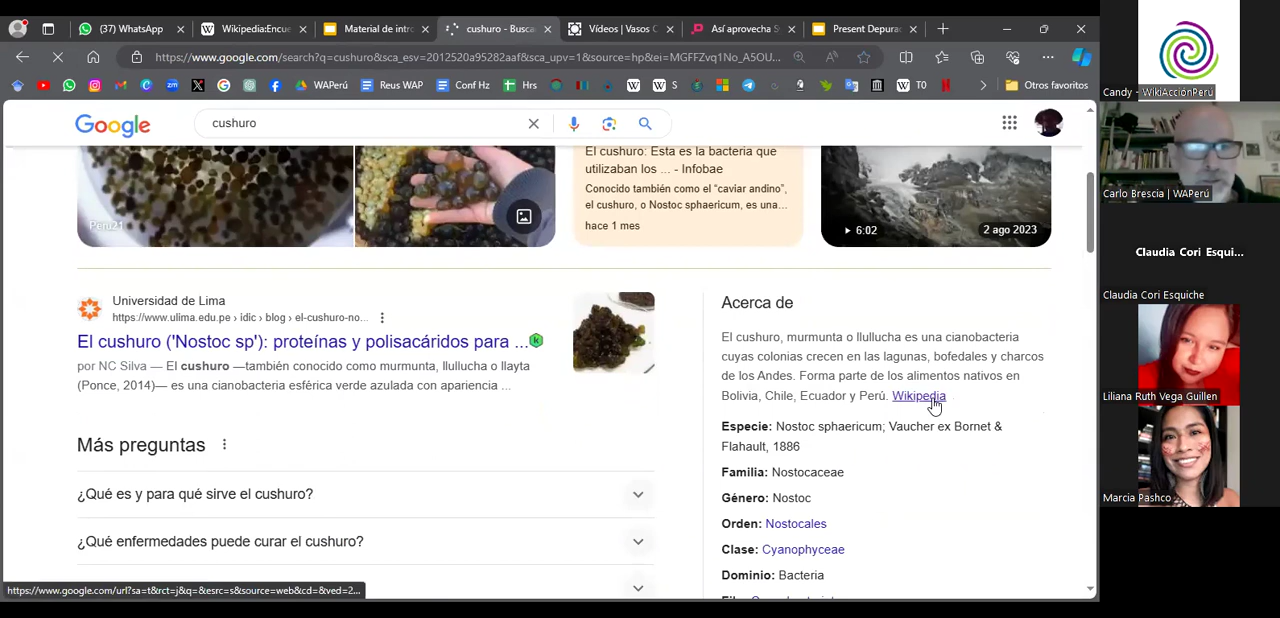 (37) WhatsApp
Wikipedia:Encue
Material de intro
cushuro - Busca
Vídeos | Vasos C
Así aprovecha S
Present Depurac
https://www.google.com/search?q=cushuro&sca_esv=2012520a95282aaf&sca_upv=1&source=hp&ei=MGFFZvq1No_A5OU...
WAPerú
Reus WAP
Conf Hz
Hrs
W S
T0
Otros favoritos
Google
cushuro
Peru21
El cushuro: Esta es la bacteria que
utilizaban los ... - Infobae
Conocido también como el "caviar andino",
el cushuro, o Nostoc sphaericum, es una...
hace 1 mes
6:02
2 ago 2023
Universidad de Lima
https://www.ulima.edu.pe › idic › blog › el-cushuro-no...
El cushuro ('Nostoc sp'): proteínas y polisacáridos para ...
por NC Silva — El cushuro —también conocido como murmunta, llullucha o llayta
(Ponce, 2014)— es una cianobacteria esférica verde azulada con apariencia ...
Más preguntas
¿Qué es y para qué sirve el cushuro?
¿Qué enfermedades puede curar el cushuro?
Acerca de
El cushuro, murmunta o llullucha es una cianobacteria
cuyas colonias crecen en las lagunas, bofedales y charcos
de los Andes. Forma parte de los alimentos nativos en
Bolivia, Chile, Ecuador y Perú. Wikipedia
Especie: Nostoc sphaericum; Vaucher ex Bornet &
Flahault, 1886
Familia: Nostocaceae
Género: Nostoc
Orden: Nostocales
Clase: Cyanophyceae
Dominio: Bacteria
https://www.google.com/url?sa=t&rct=j&q=&esrc=s&source=web&cd=&ved=2...
Candy - WikiAcciónPerú
Carlo Brescia | WAPerú
Claudia Cori Esqui...
Claudia Cori Esquiche
Liliana Ruth Vega Guillen
Marcia Pashco